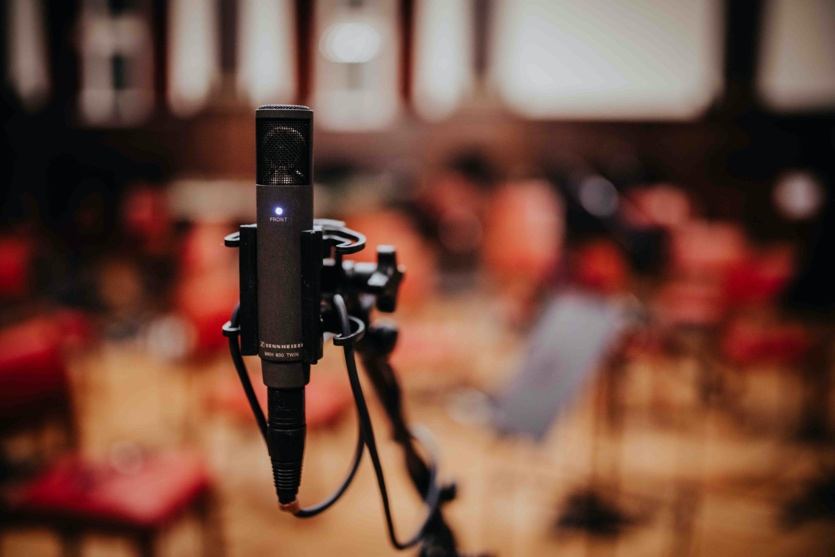 FRONT
SENNHEISER
MKH 800 TWIN